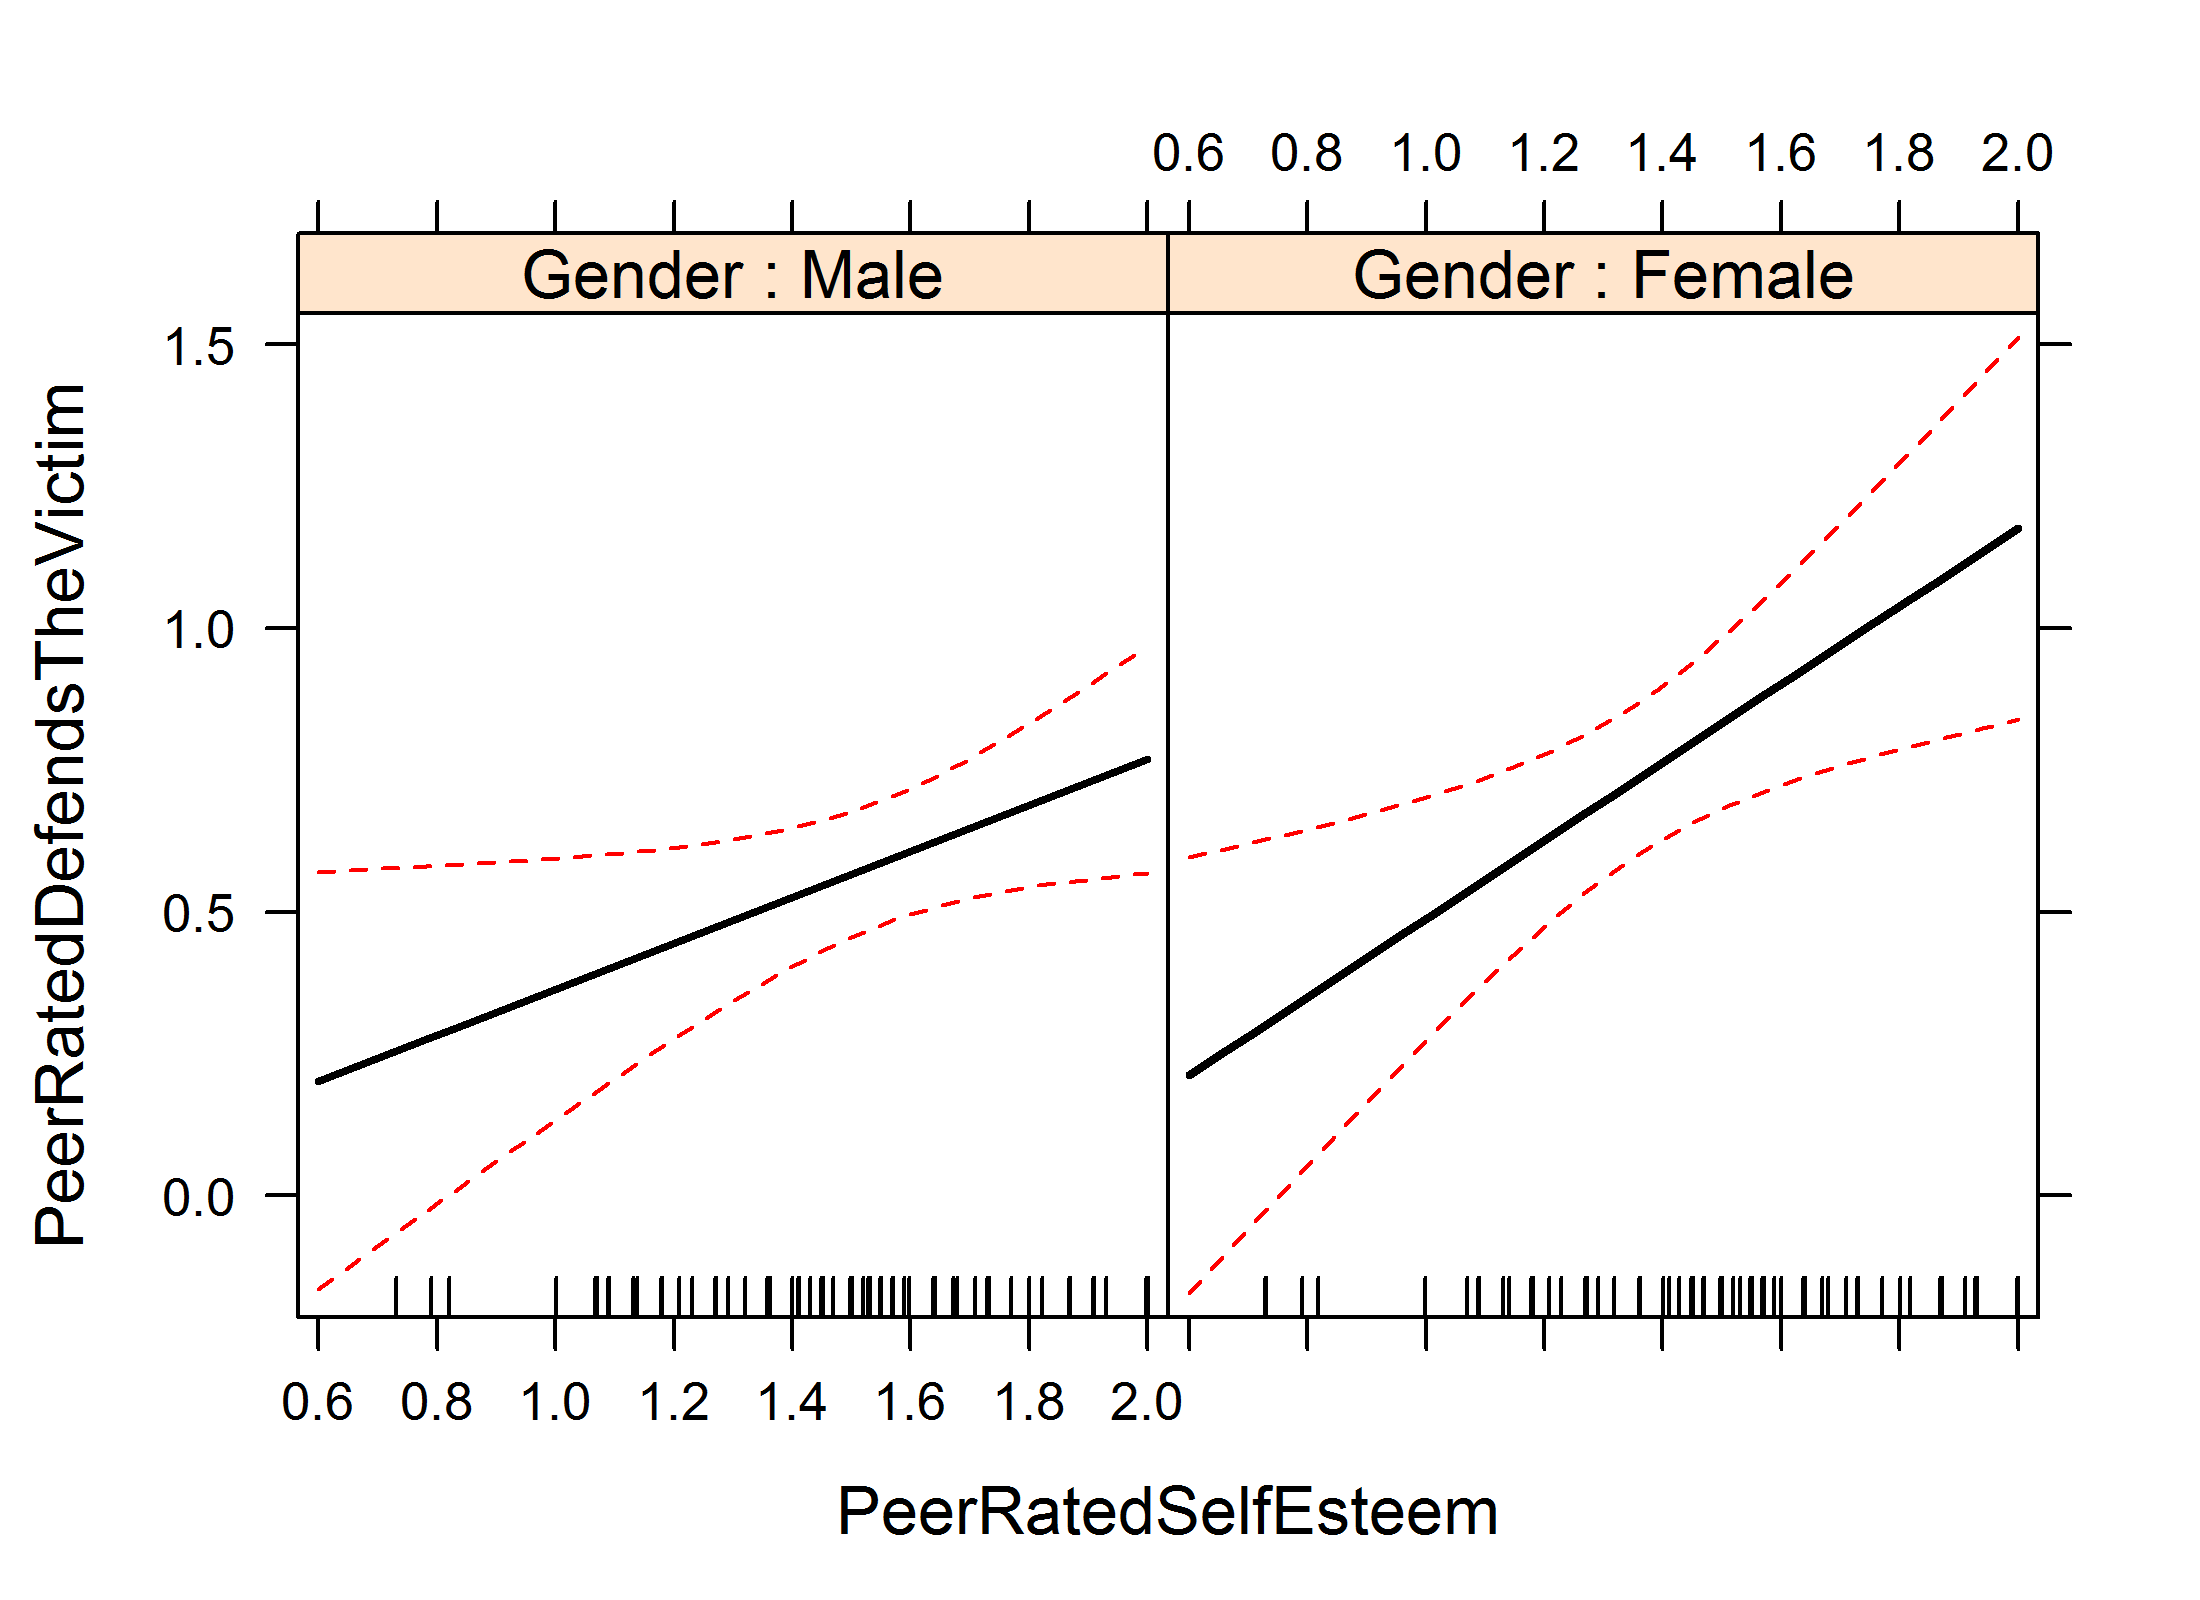 0.6 0.8 1.0 1.2 1.4 1.6 1.8 2.0
Gender : Male
Gender : Female
PeerRatedDefendsTheVictim
1.5
1.0
0.5
0.0
0.6 0.8 1.0 1.2 1.4 1.6 1.8 2.0
PeerRatedSelfEsteem